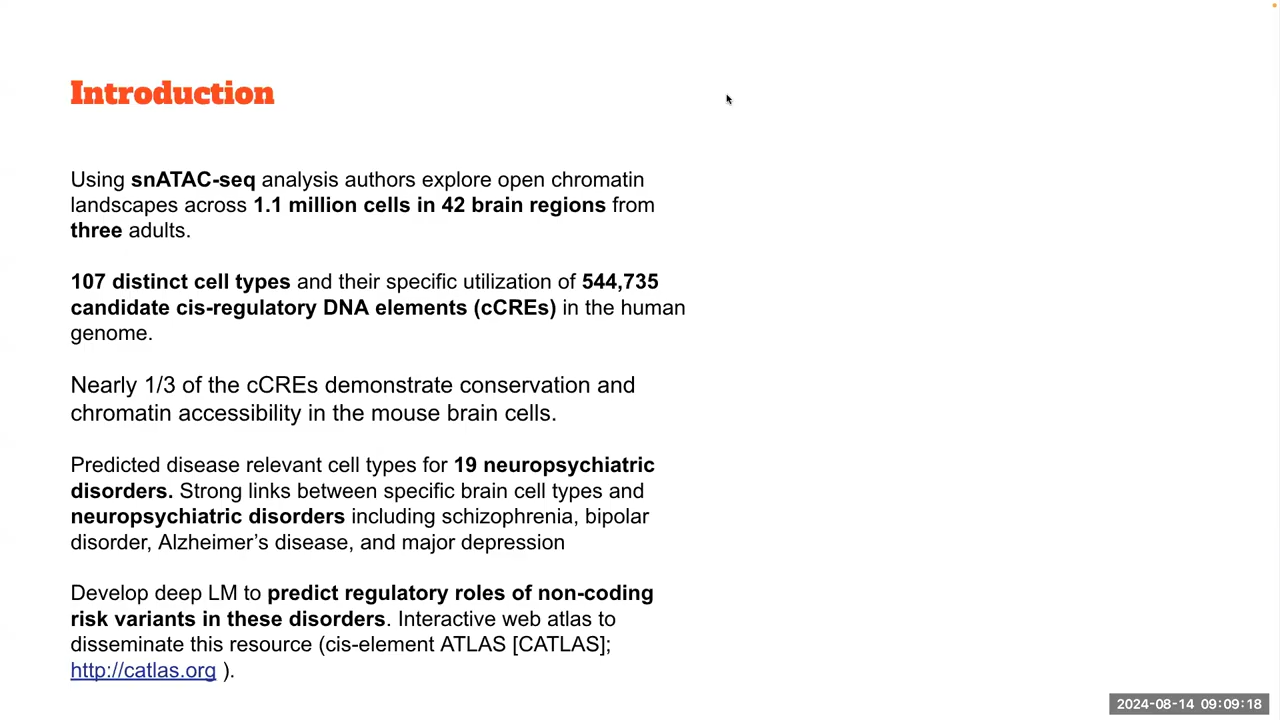 Introduction
Using snATAC-seq analysis authors explore open chromatin
landscapes across 1.1 million cells in 42 brain regions from
three adults.
107 distinct cell types and their specific utilization of 544,735
candidate cis-regulatory DNA elements (cCREs) in the human
genome.
Nearly 1/3 of the cCREs demonstrate conservation and
chromatin accessibility in the mouse brain cells.
Predicted disease relevant cell types for 19 neuropsychiatric
disorders. Strong links between specific brain cell types and
neuropsychiatric disorders including schizophrenia, bipolar
disorder, Alzheimer’s disease, and major depression
Develop deep LM to predict regulatory roles of non-coding
risk variants in these disorders. Interactive web atlas to
disseminate this resource (cis-element ATLAS [CATLAS];
http://catlas.org ).
2024-08-14 09:09:18